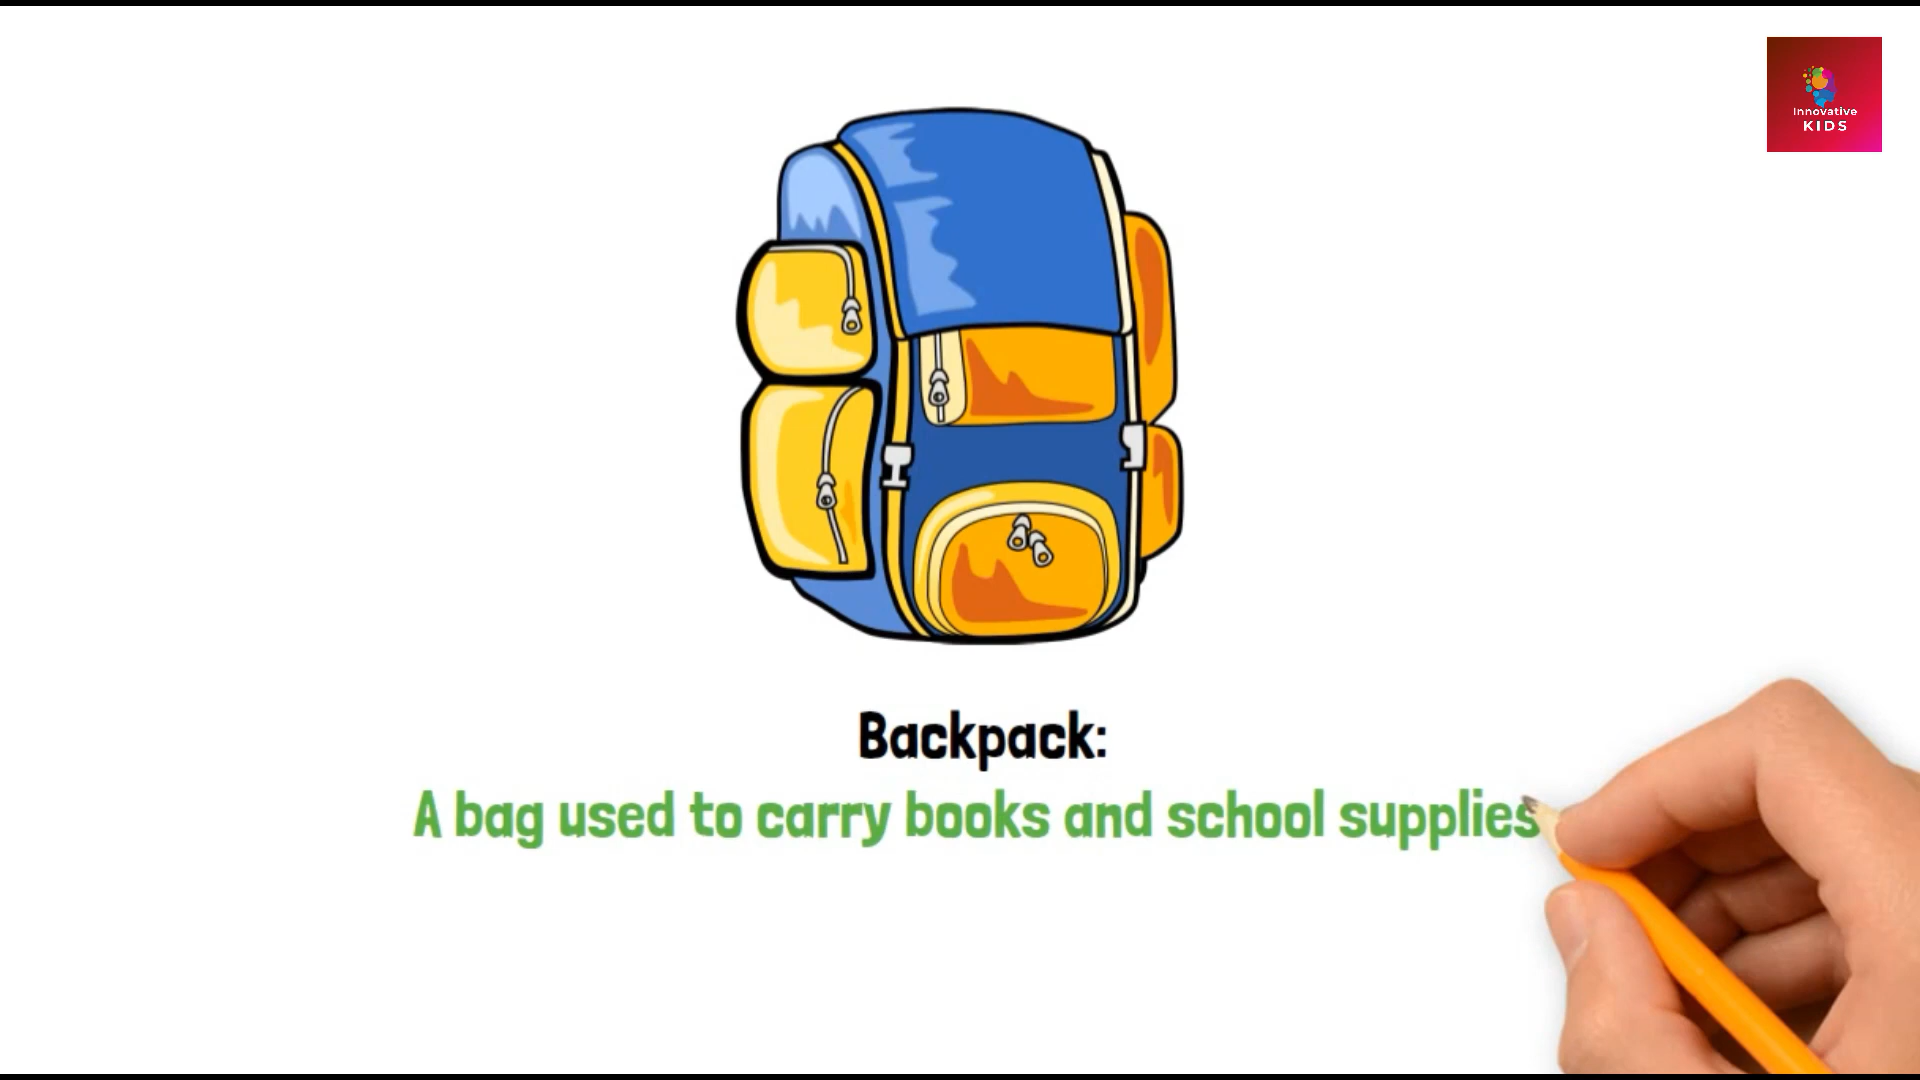 Innovative
KIDS
Backpack:
A bag used to carry books and school supplies